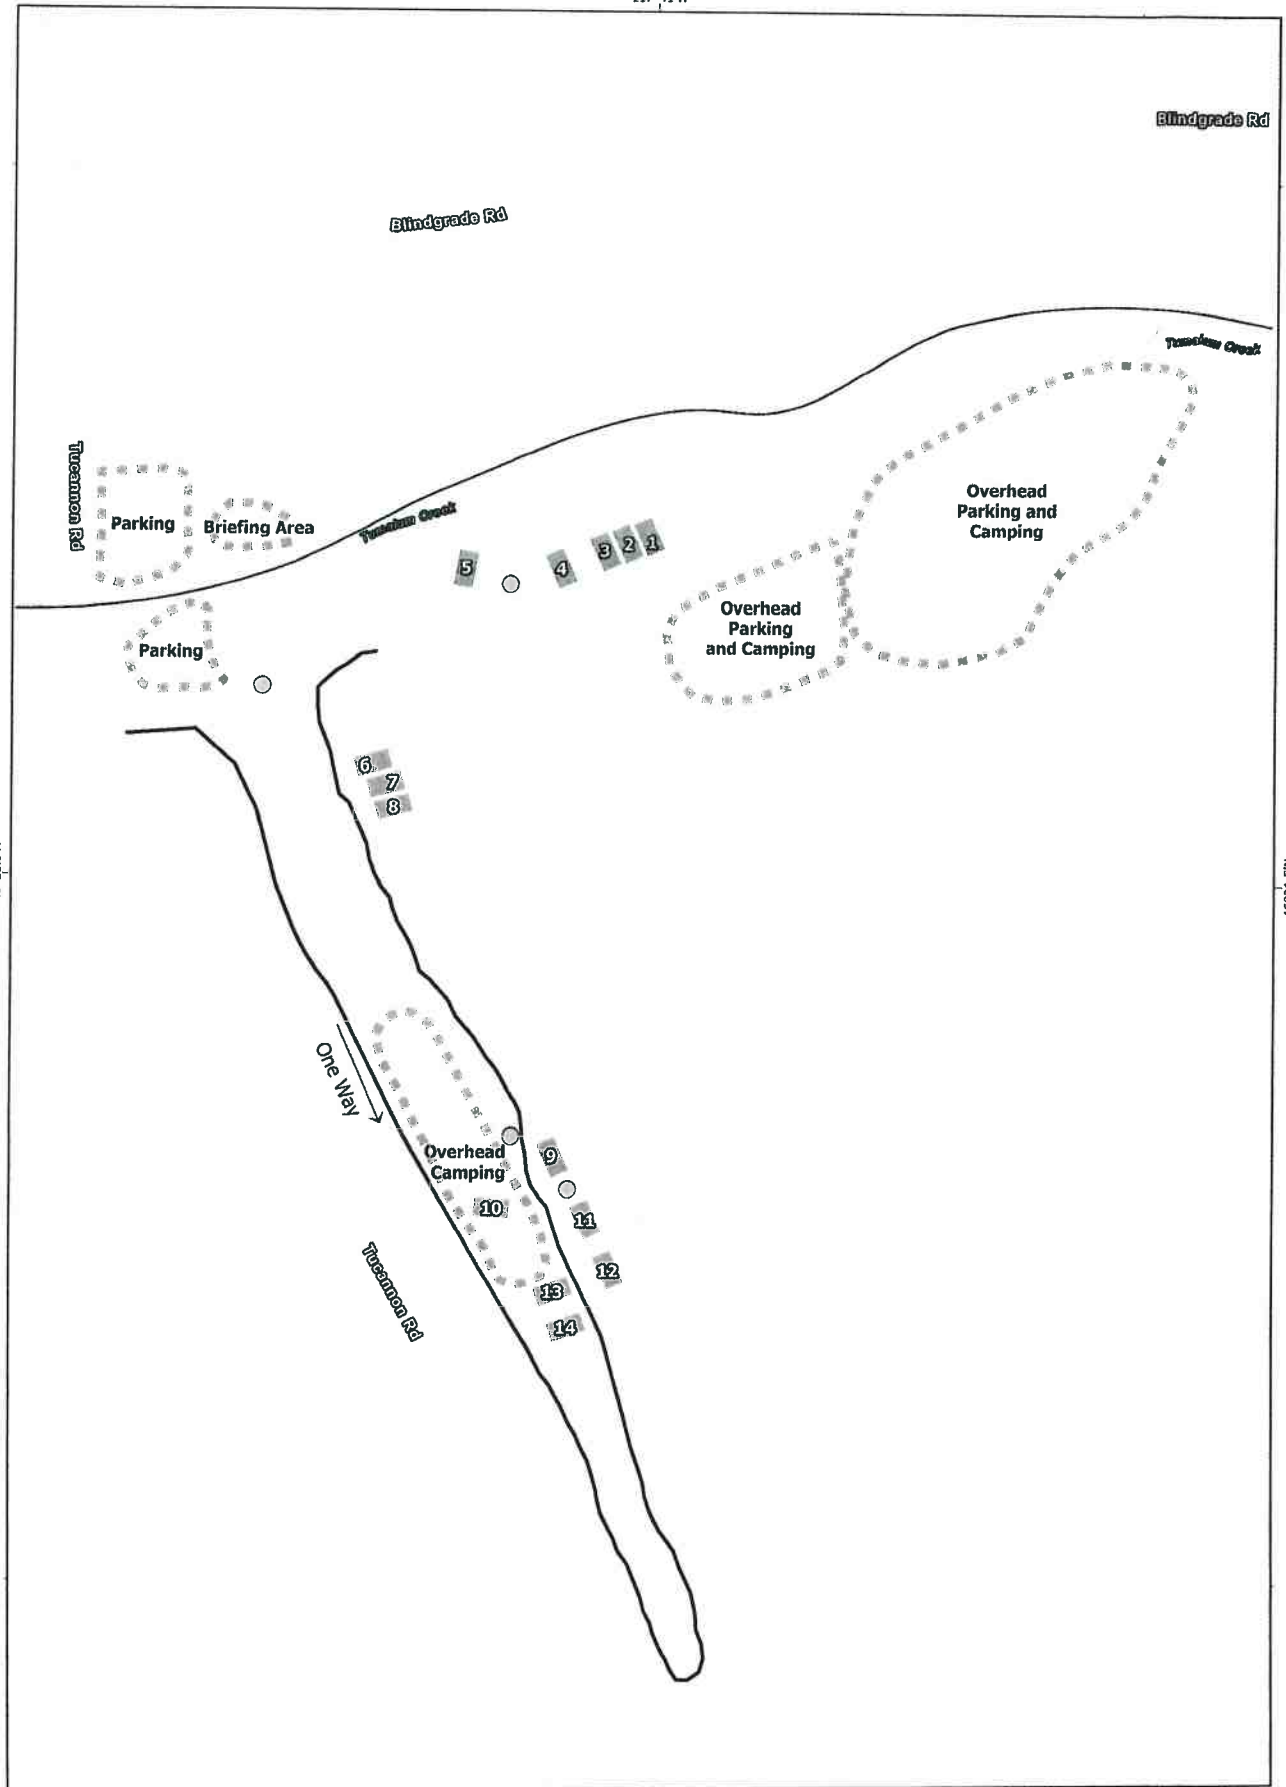 Blindgrade Rd
Blindgrade Rd
Tumalum Creek
Tucannon Rd
Parking
Briefing Area
Tumalum Creek
Overhead
Parking and
Camping
5
4
3
2
1
Overhead
Parking
and Camping
Parking
6
7
8
One Way
Overhead
Camping
9
10
11
12
13
14
Tucannon Rd